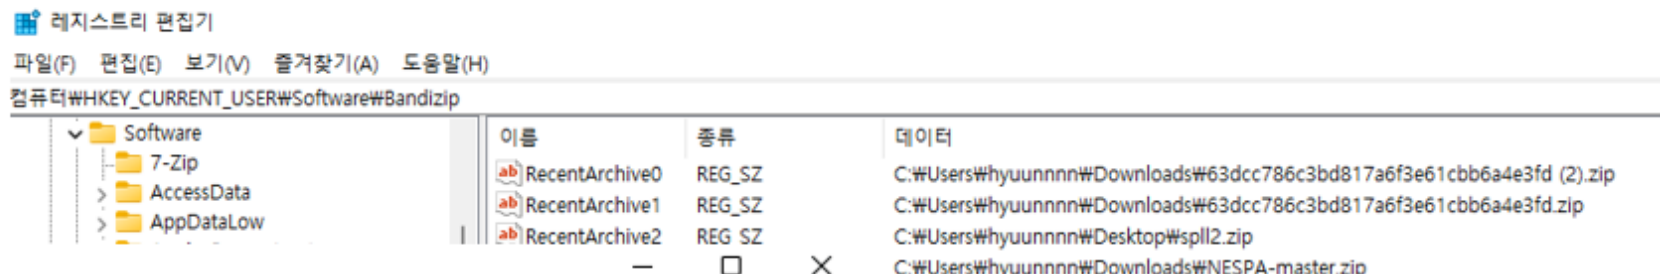 레지스트리 편집기
파일(F) 편집(E) 보기(V) 즐겨찾기(A) 도움말(H)
컴퓨터₩HKEY_CURRENT_USER₩Software₩Bandizip
Software
7-Zip
AccessData
AppDataLow
이름 종류 데이터
RecentArchive0 REG_SZ C:₩Users₩hyuunnnn₩Downloads₩63dcc786c3bd817a6f3e61cbb6a4e3fd (2).zip
RecentArchive1 REG_SZ C:₩Users₩hyuunnnn₩Downloads₩63dcc786c3bd817a6f3e61cbb6a4e3fd.zip
RecentArchive2 REG_SZ C:₩Users₩hyuunnnn₩Desktop₩spll2.zip
C:₩Users₩hyuunnnn₩Downloads₩NESPA-master.zip